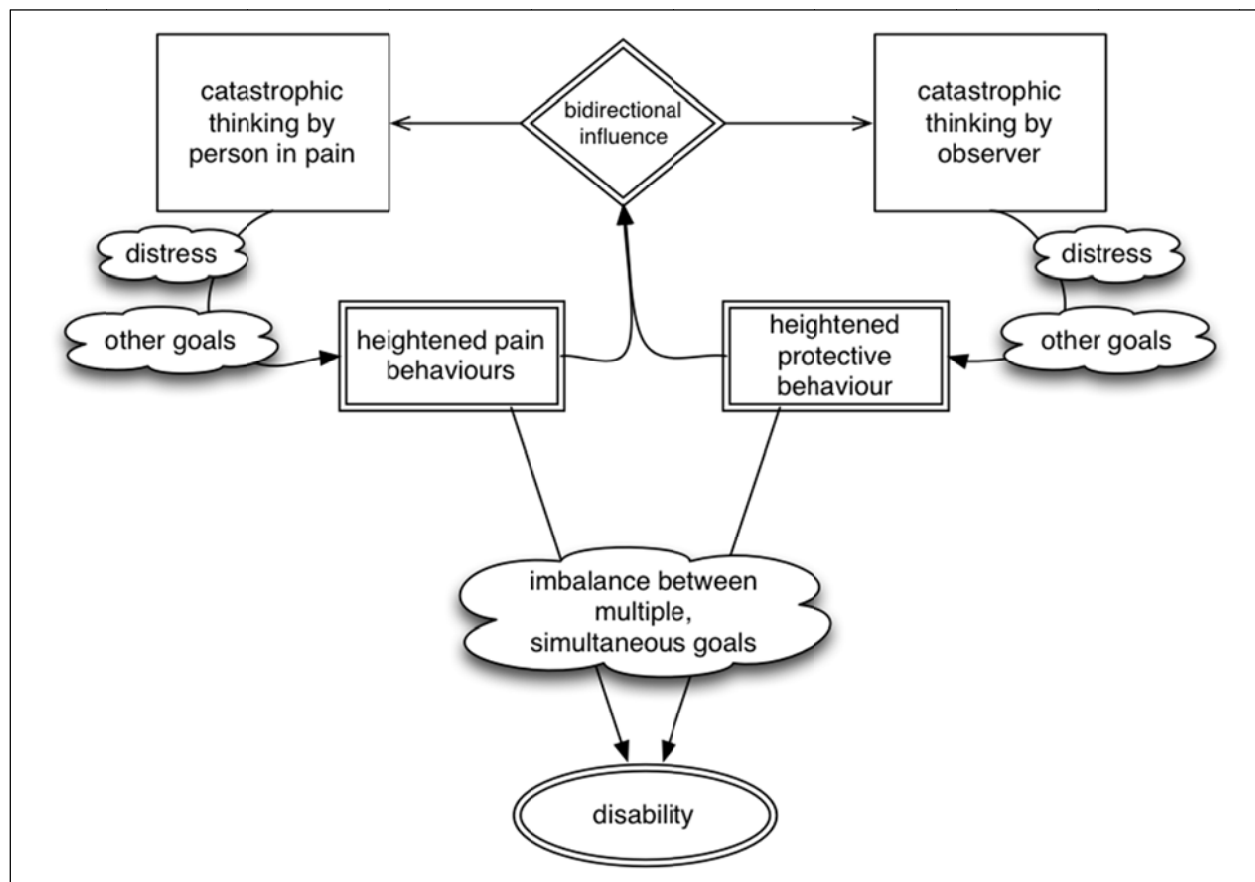 catastrophic
thinking by
person in pain
bidirectional
influence
catastrophic
thinking by
observer
distress
distress
other goals
heightened pain
behaviours
heightened
protective
behaviour
other goals
imbalance between
multiple,
simultaneous goals
disability